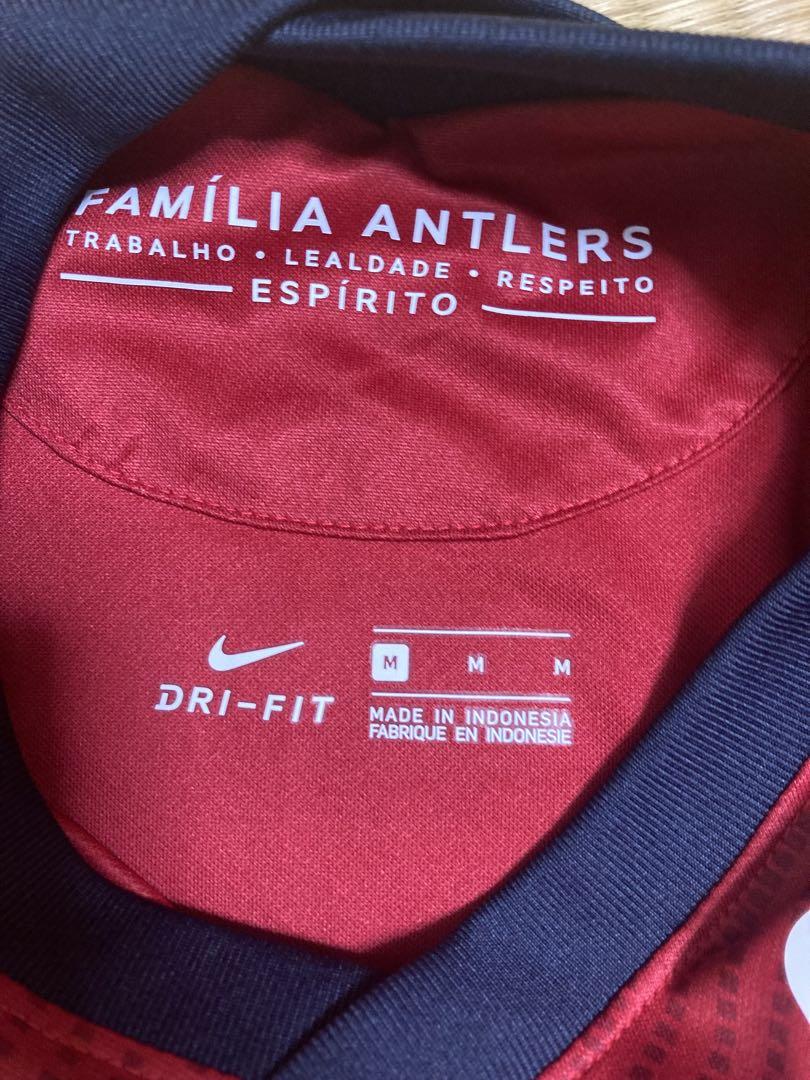 FAMÍLIA ANTLERS
TRABALHO • LEALDADE • RESPEITO
ESPÍRITO
DRI-FIT
M M M
MADE IN INDONESIA
FABRIQUE EN INDONESIE